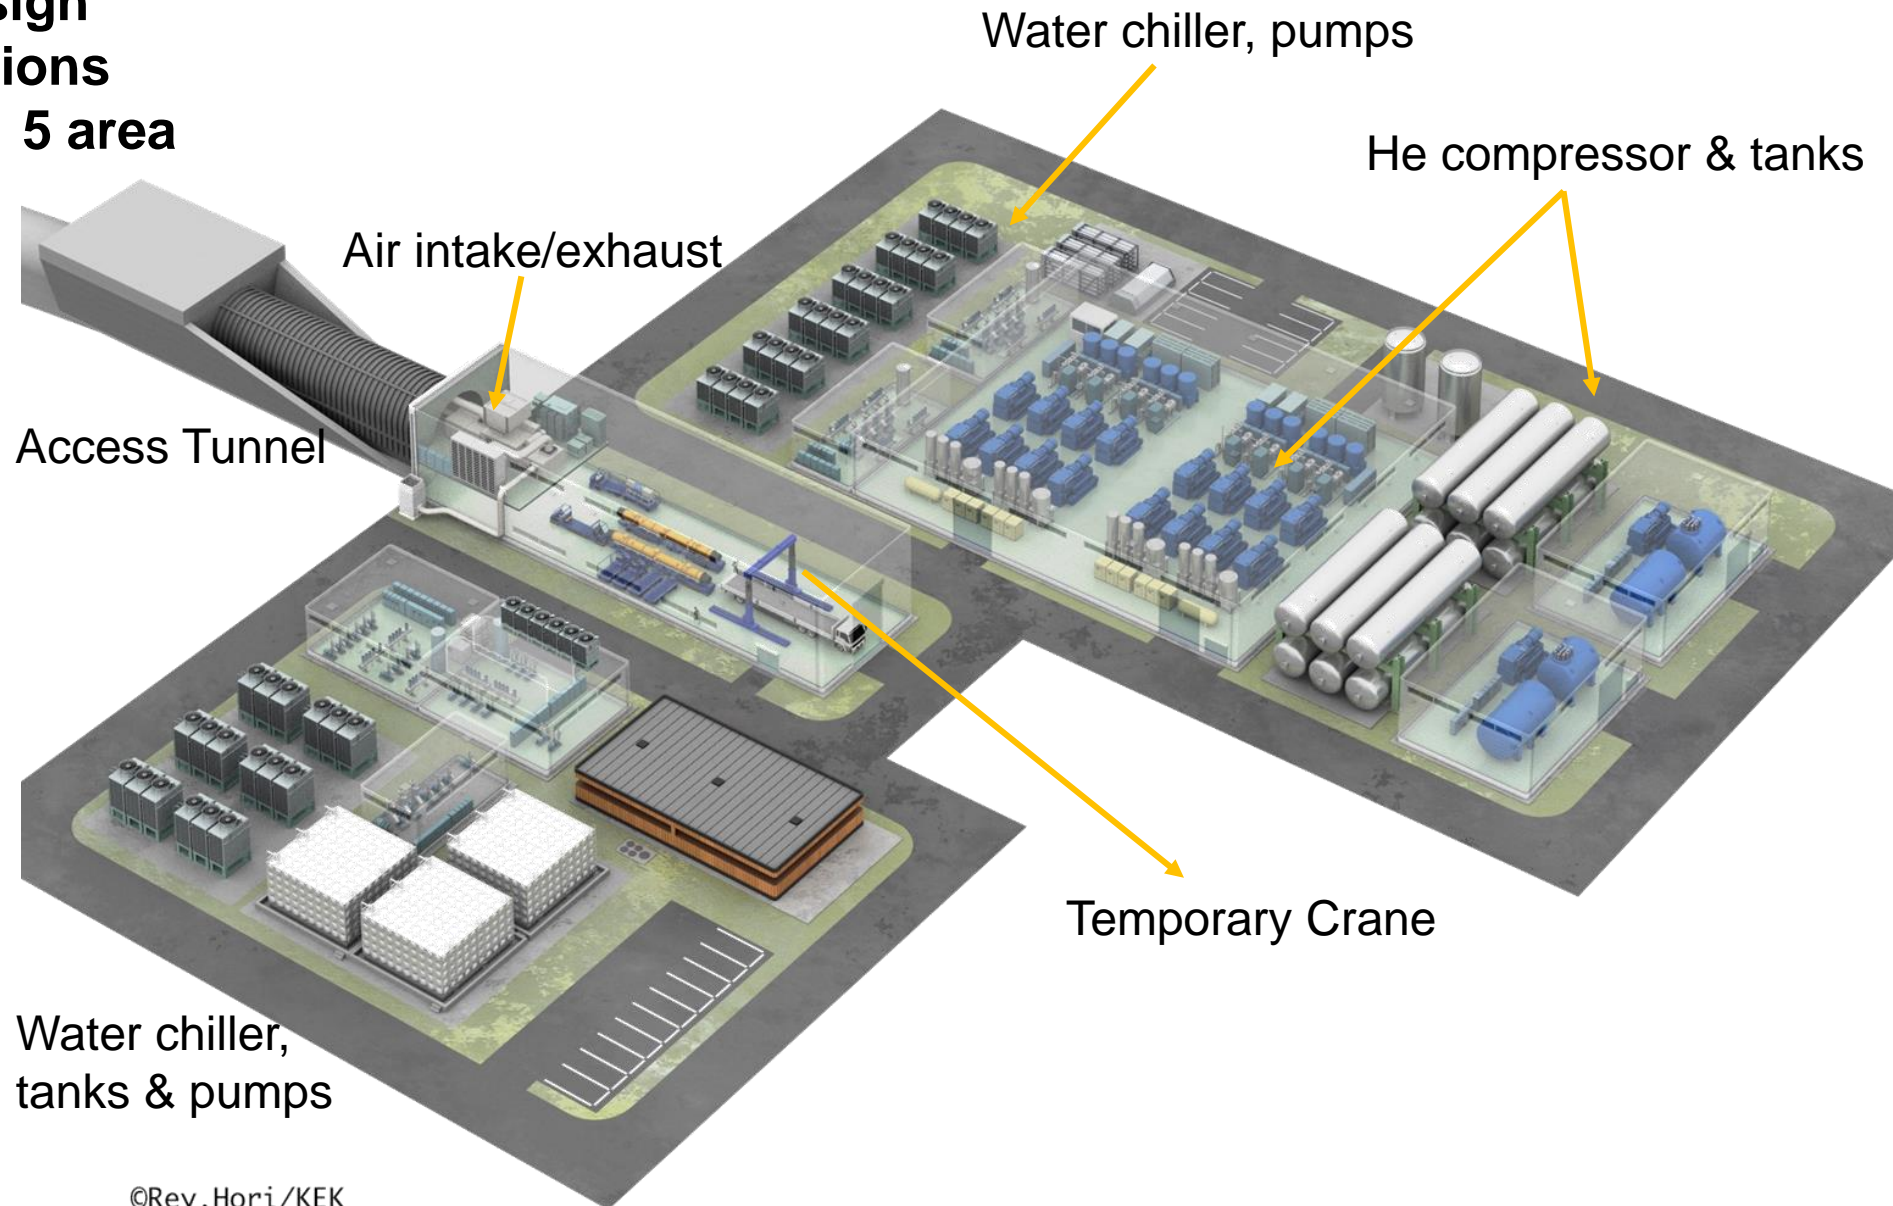 5 area
Water chiller, pumps
He compressor & tanks
Air intake/exhaust
Access Tunnel
Temporary Crane
Water chiller,
tanks & pumps
©Rey.Hori/KEK